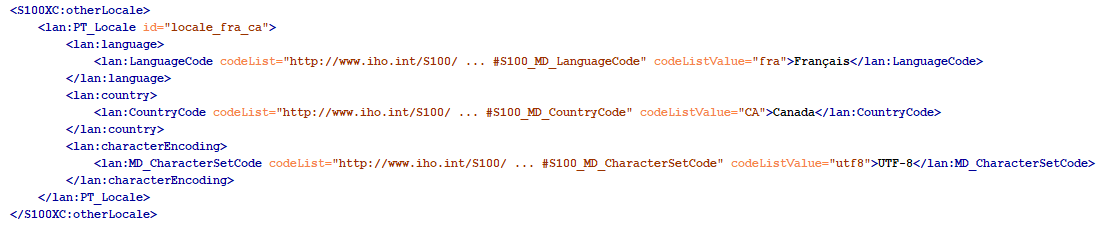 <S100XC:otherLocale>
<lan:PT_Locale id="locale_fra_ca">
<lan:language>
<lan:LanguageCode codeList="http://www.iho.int/S100/ ... #S100_MD_LanguageCode" codeListValue="fra">Français</lan:LanguageCode>
</lan:language>
<lan:country>
<lan:CountryCode codeList="http://www.iho.int/S100/ ... #S100_MD_CountryCode" codeListValue="CA">Canada</lan:CountryCode>
</lan:country>
<lan:characterEncoding>
<lan:MD_CharacterSetCode codeList="http://www.iho.int/S100/ ... #S100_MD_CharacterSetCode" codeListValue="utf8">UTF-8</lan:MD_CharacterSetCode>
</lan:characterEncoding>
</lan:PT_Locale>
</S100XC:otherLocale>